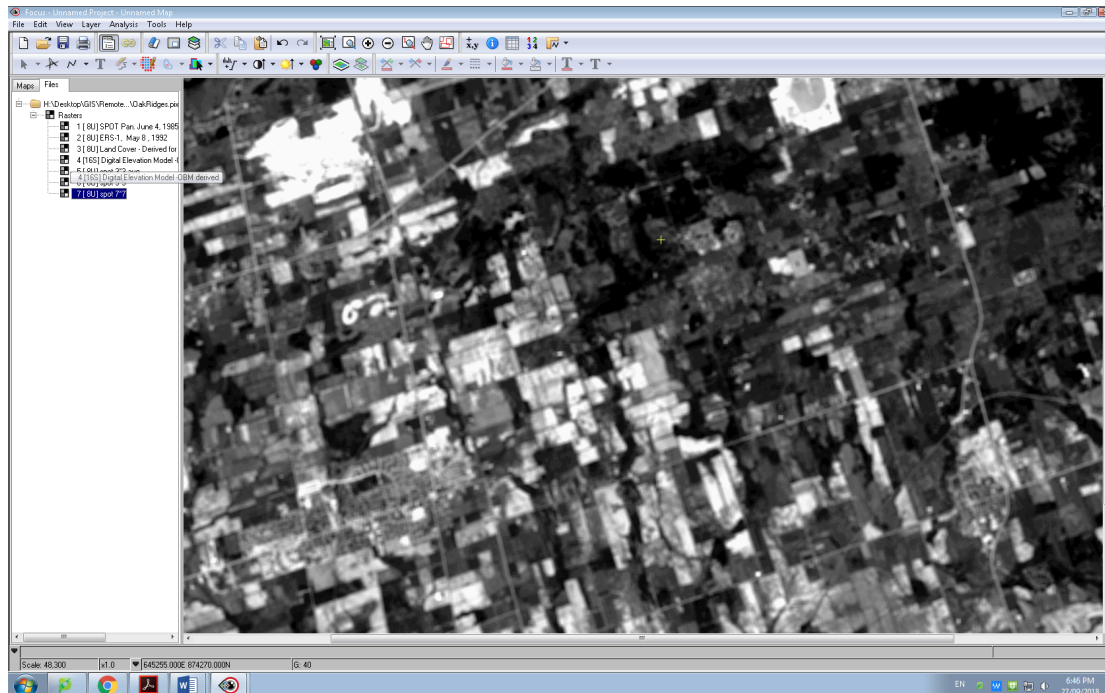 Focus - Unnamed Project - Unnamed Map
File Edit View Layer Analysis Tools Help
Maps Files
H:\Desktop\GIS\Remote...\OakRidges.pix
Rasters
1 [ 8U] SPOT Pan. June 4, 1985
2 [ 8U] ERS-1, May 8 , 1992
3 [ 8U] Land Cover - Derived for
4 [16S] Digital Elevation Model -(
4 [16S] Digital Elevation Model -OBM derived
7 [ 8U] spot 7*7
Scale: 48,300 x1.0 645255.000E 874270.000N G: 40
EN 6:46 PM
27/09/2018